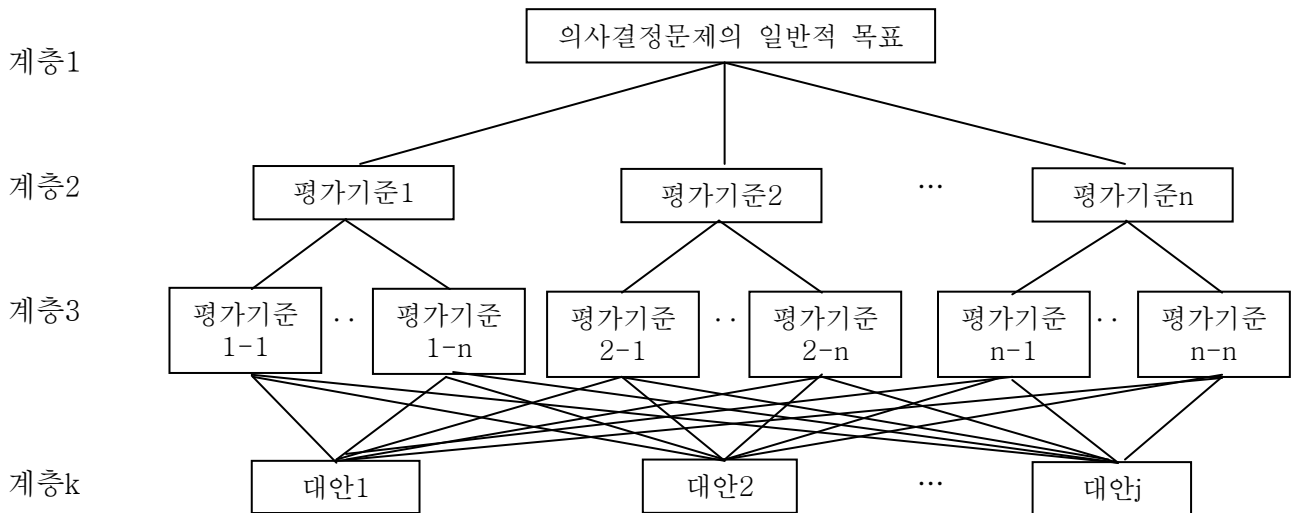 의사결정문제의 일반적 목표
계층1
계층2
평가기준1
평가기준2
...
평가기준n
계층3
평가기준
1-1
..
평가기준
1-n
평가기준
2-1
..
평가기준
2-n
평가기준
n-1
..
평가기준
n-n
계층k
대안1
대안2
...
대안j